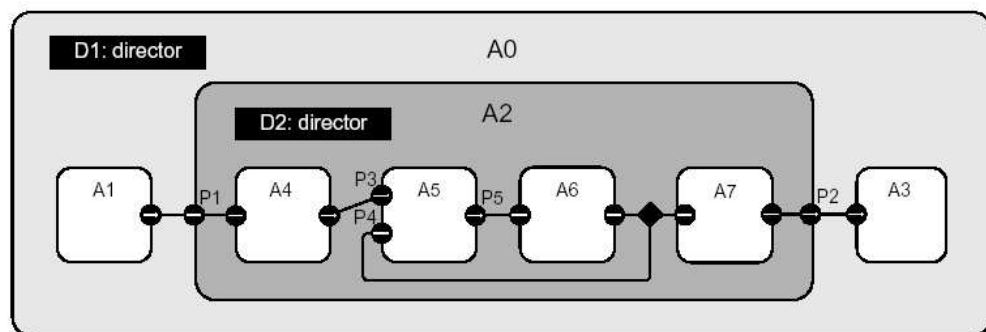 D1: director
A0
D2: director
A2
A1
P1
A4
P3
P4
A5
P5
A6
A7
P2
A3